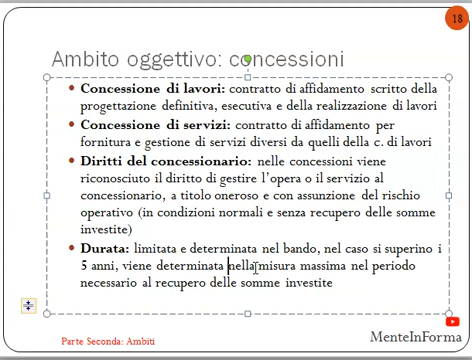 18
Ambito oggettivo: concessioni
• Concessione di lavori: contratto di affidamento scritto della
progettazione definitiva, esecutiva e della realizzazione di lavori
• Concessione di servizi: contratto di affidamento per
fornitura e gestione di servizi diversi da quelli della c. di lavori
• Diritti del concessionario: nelle concessioni viene
riconosciuto il diritto di gestire l'opera o il servizio al
concessionario, a titolo oneroso e con assunzione del rischio
operativo (in condizioni normali e senza recupero delle somme
investite)
• Durata: limitata e determinata nel bando, nel caso si superino i
5 anni, viene determinata nella misura massima nel periodo
necessario al recupero delle somme investite
MenteInForma
Parte Seconda: Ambiti